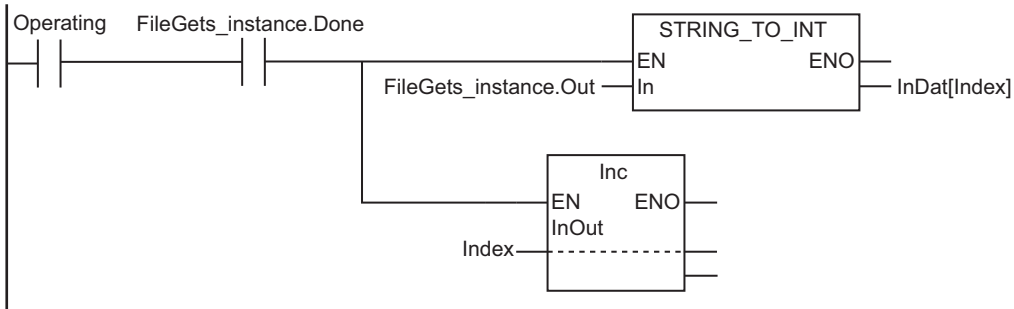 Operating FileGets_instance.Done
STRING_TO_INT
EN ENO
FileGets_instance.Out In InDat[Index]
Inc
EN ENO
InOut
Index